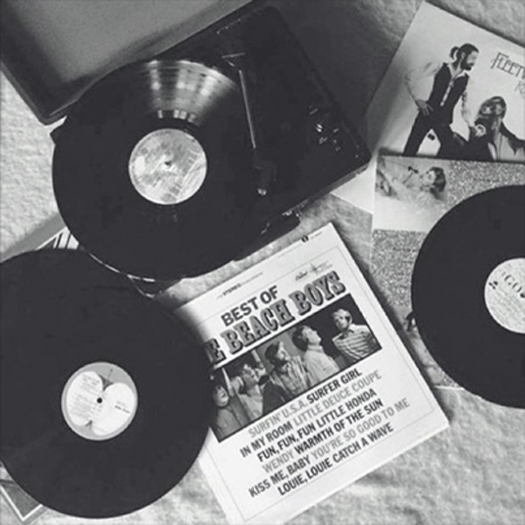 FLEET
STEREO
BEST OF
E BEACH BOYS
SURFIN' U.S.A. SURFER GIRL
IN MY ROOM LITTLE DEUCE COUPE
FUN, FUN, FUN LITTLE HONDA
WENDY WARMTH OF THE SUN
KISS ME, BABY YOU'RE SO GOOD TO ME
LOUIE, LOUIE CATCH A WAVE